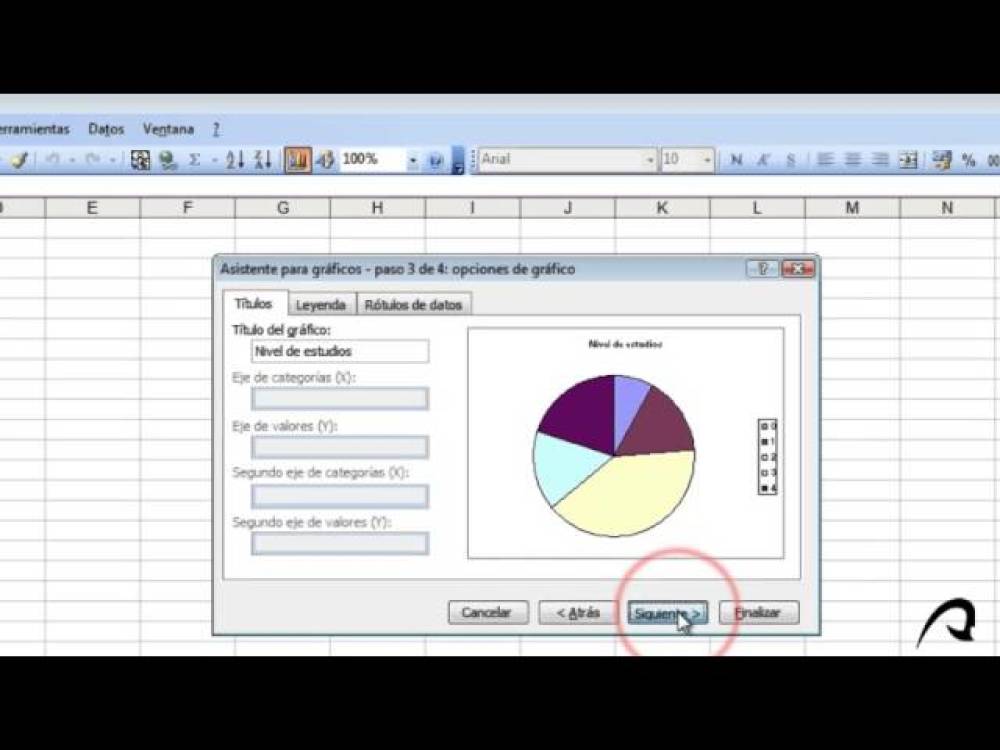 erramientas Datos Ventana ?
Σ 100% Arial 10 N K S %
E F G H I J K L M N
Asistente para gráficos - paso 3 de 4: opciones de gráfico
Títulos Leyenda Rótulos de datos
Título del gráfico:
Nivel de estudios
Eje de categorías (X):
Eje de valores (Y):
Segundo eje de categorías (X):
Segundo eje de valores (Y):
Nivel de estudios
0
1
2
3
4
Cancelar < Atrás Siguiente > Finalizar